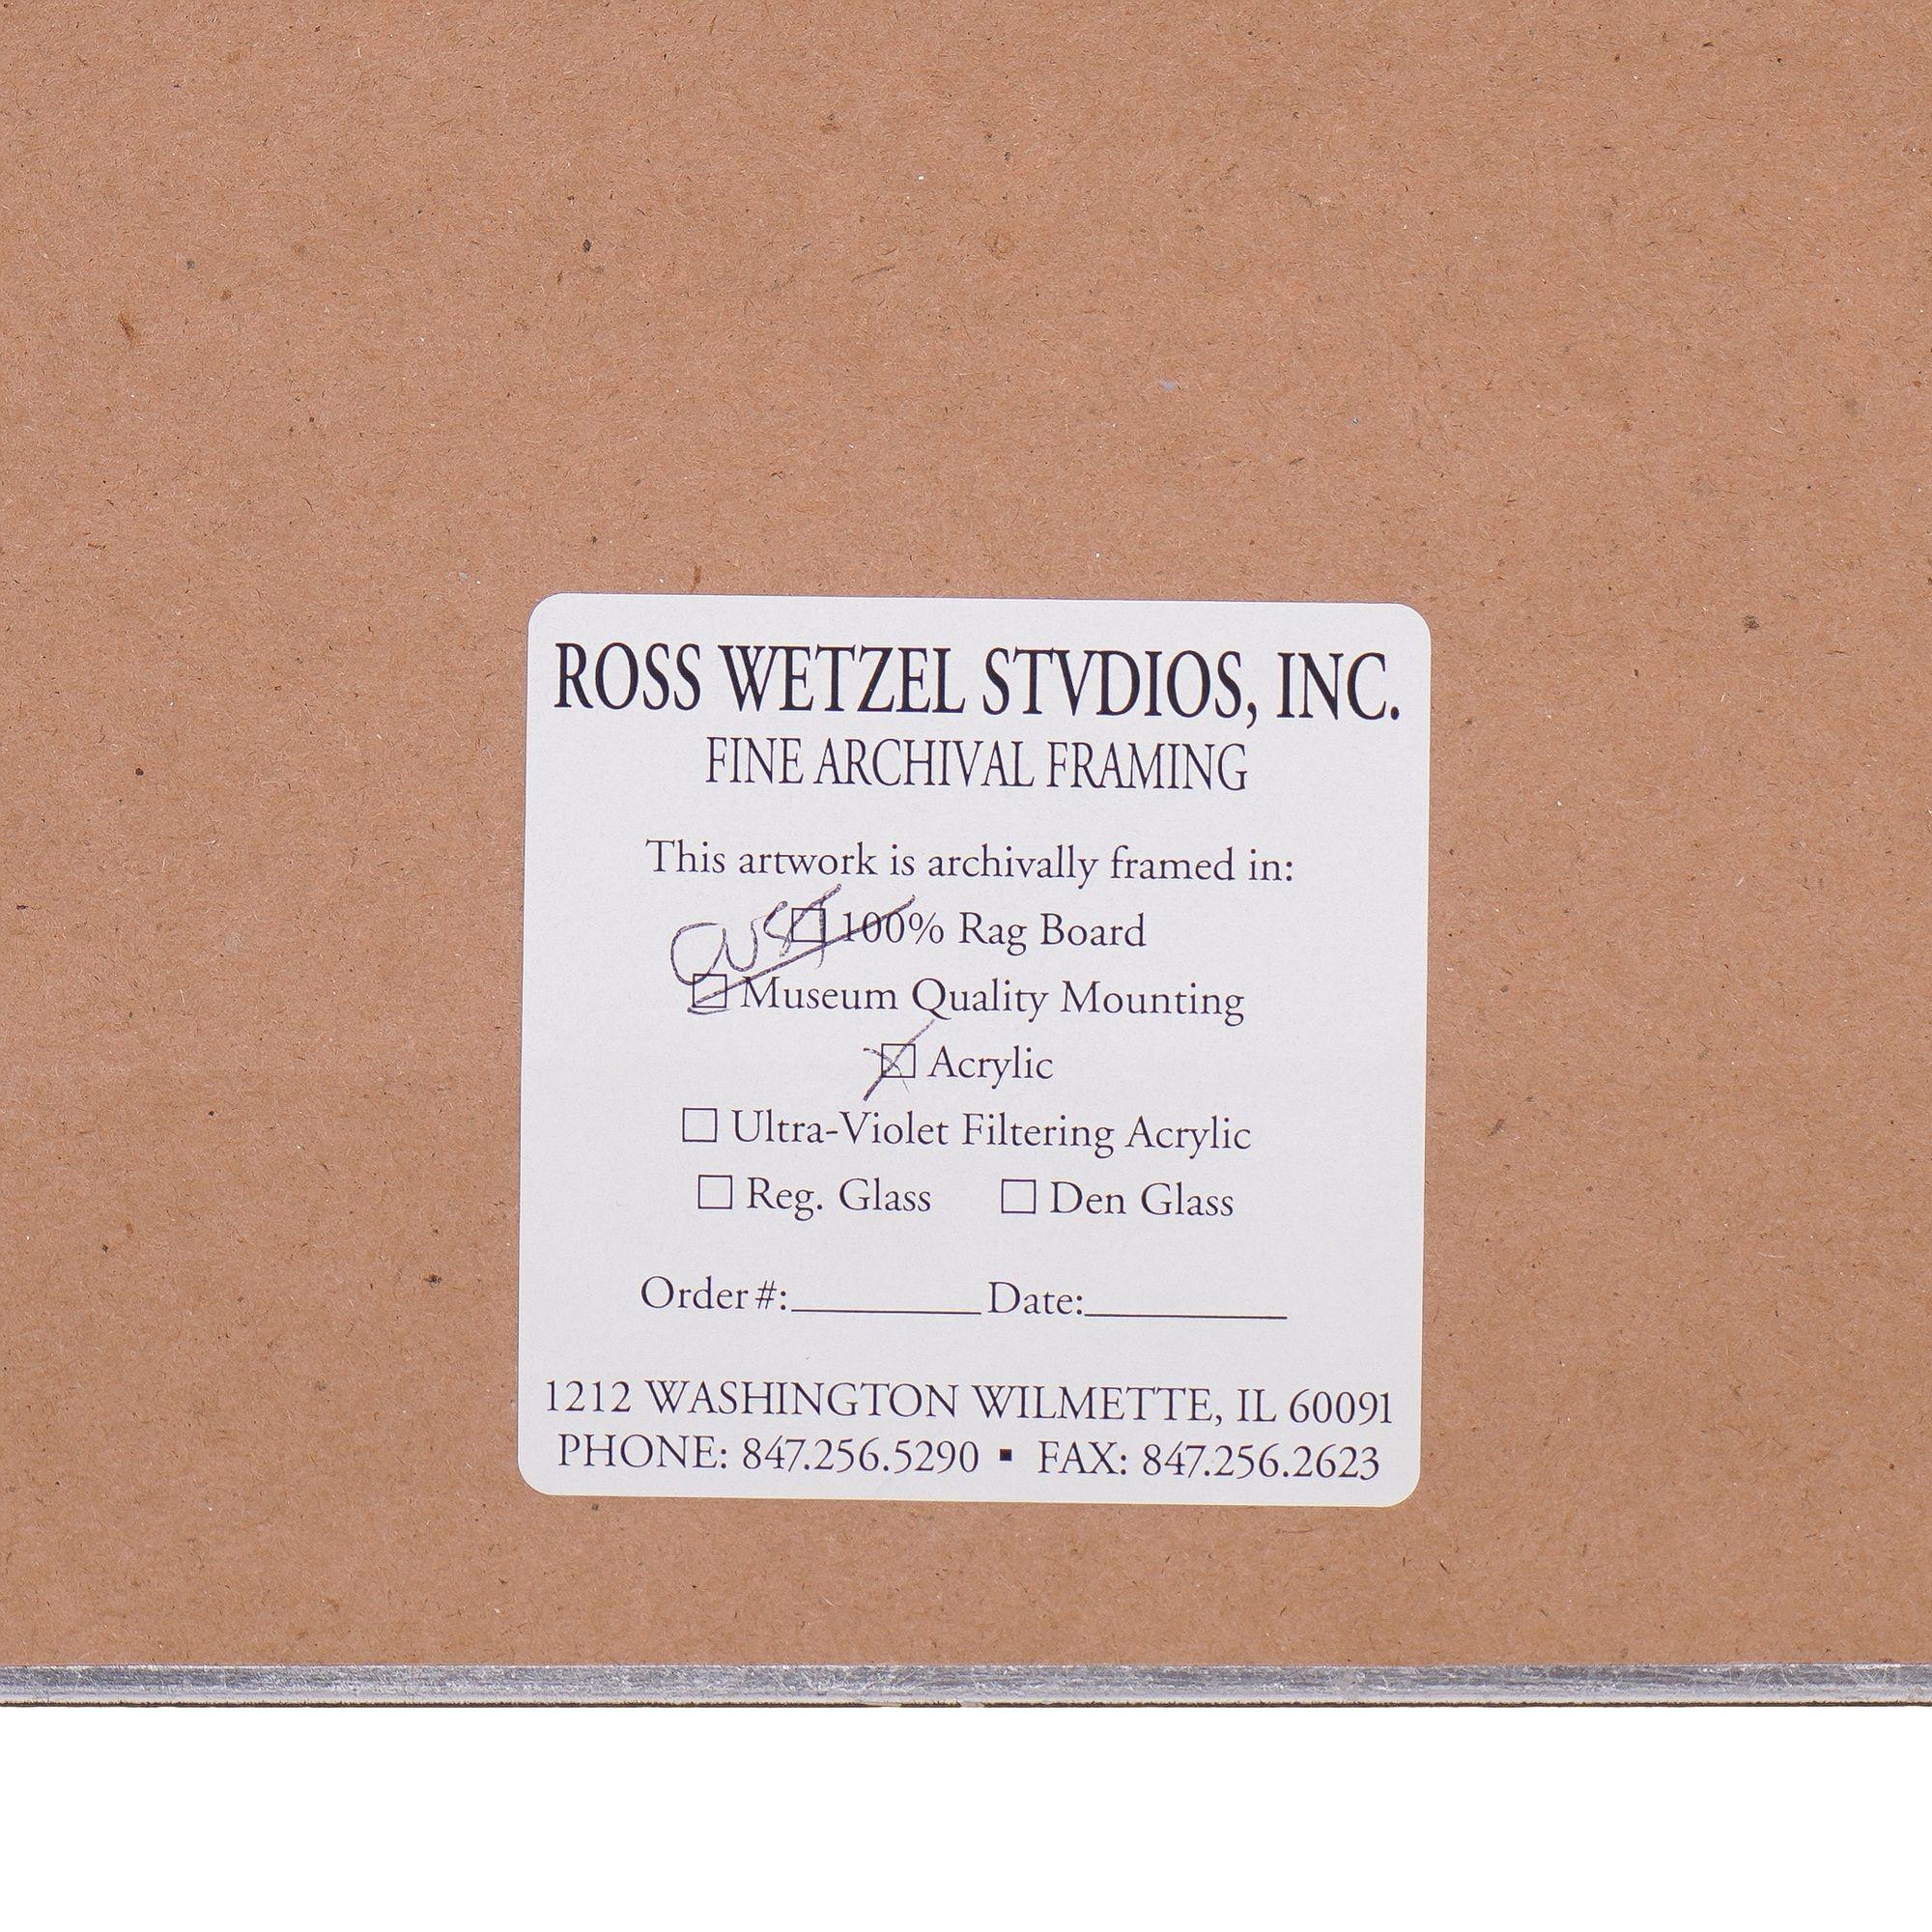 ROSS WETZEL STVDIOS, INC.
FINE ARCHIVAL FRAMING
This artwork is archivally framed in:
☐ 100% Rag Board
☐ Museum Quality Mounting
☒ Acrylic
☐ Ultra-Violet Filtering Acrylic
☐ Reg. Glass ☐ Den Glass
Order #:__________ Date:__________
1212 WASHINGTON WILMETTE, IL 60091
PHONE: 847.256.5290 ▪ FAX: 847.256.2623